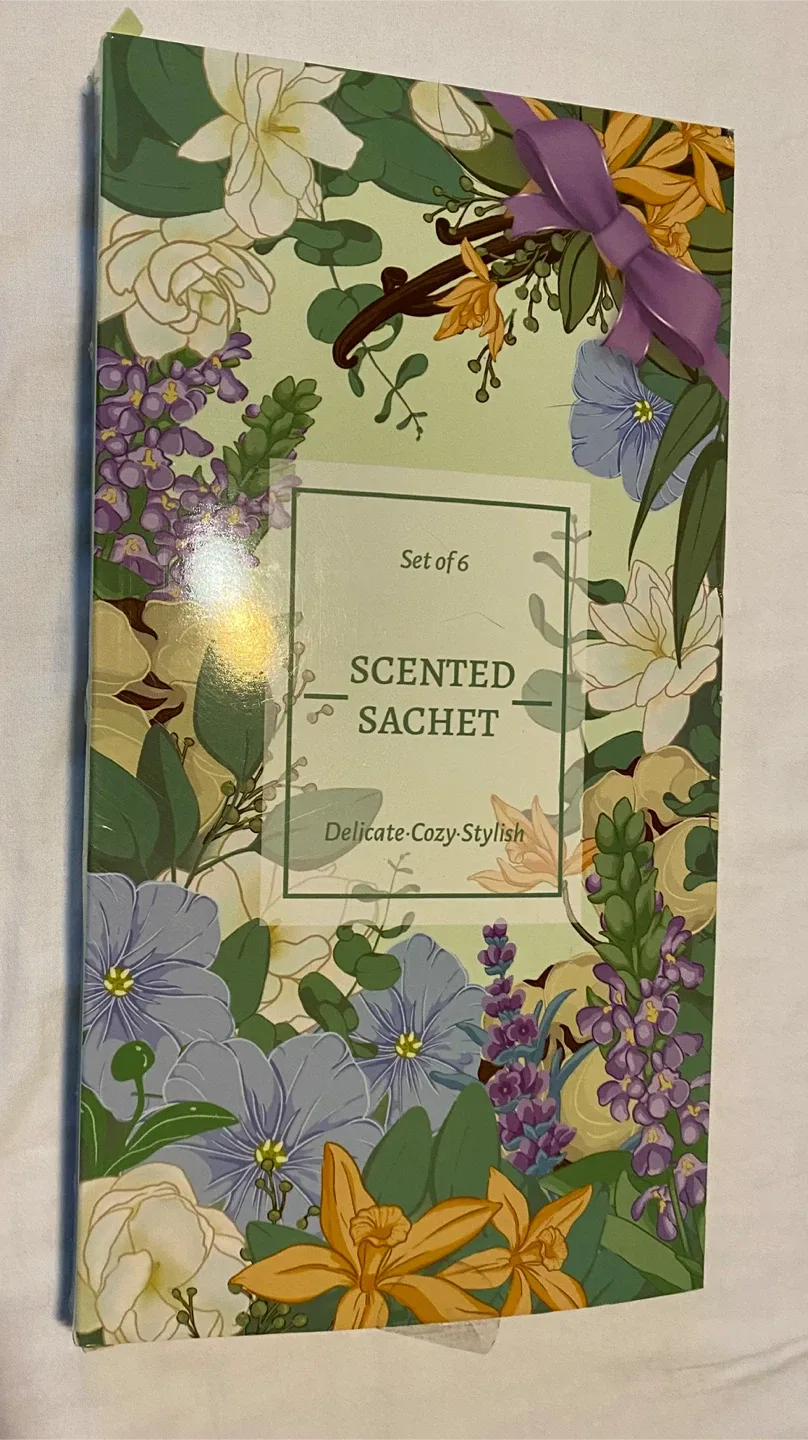 Set of 6
SCENTED
SACHET
Delicate·Cozy·Stylish